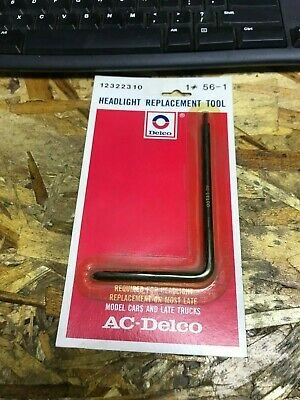 12322310 1# 56-1
HEADLIGHT REPLACEMENT TOOL
Delco
REQUIRED FOR HEADLIGHT
REPLACEMENT ON MOST LATE
MODEL CARS AND LATE TRUCKS
AC-Delco